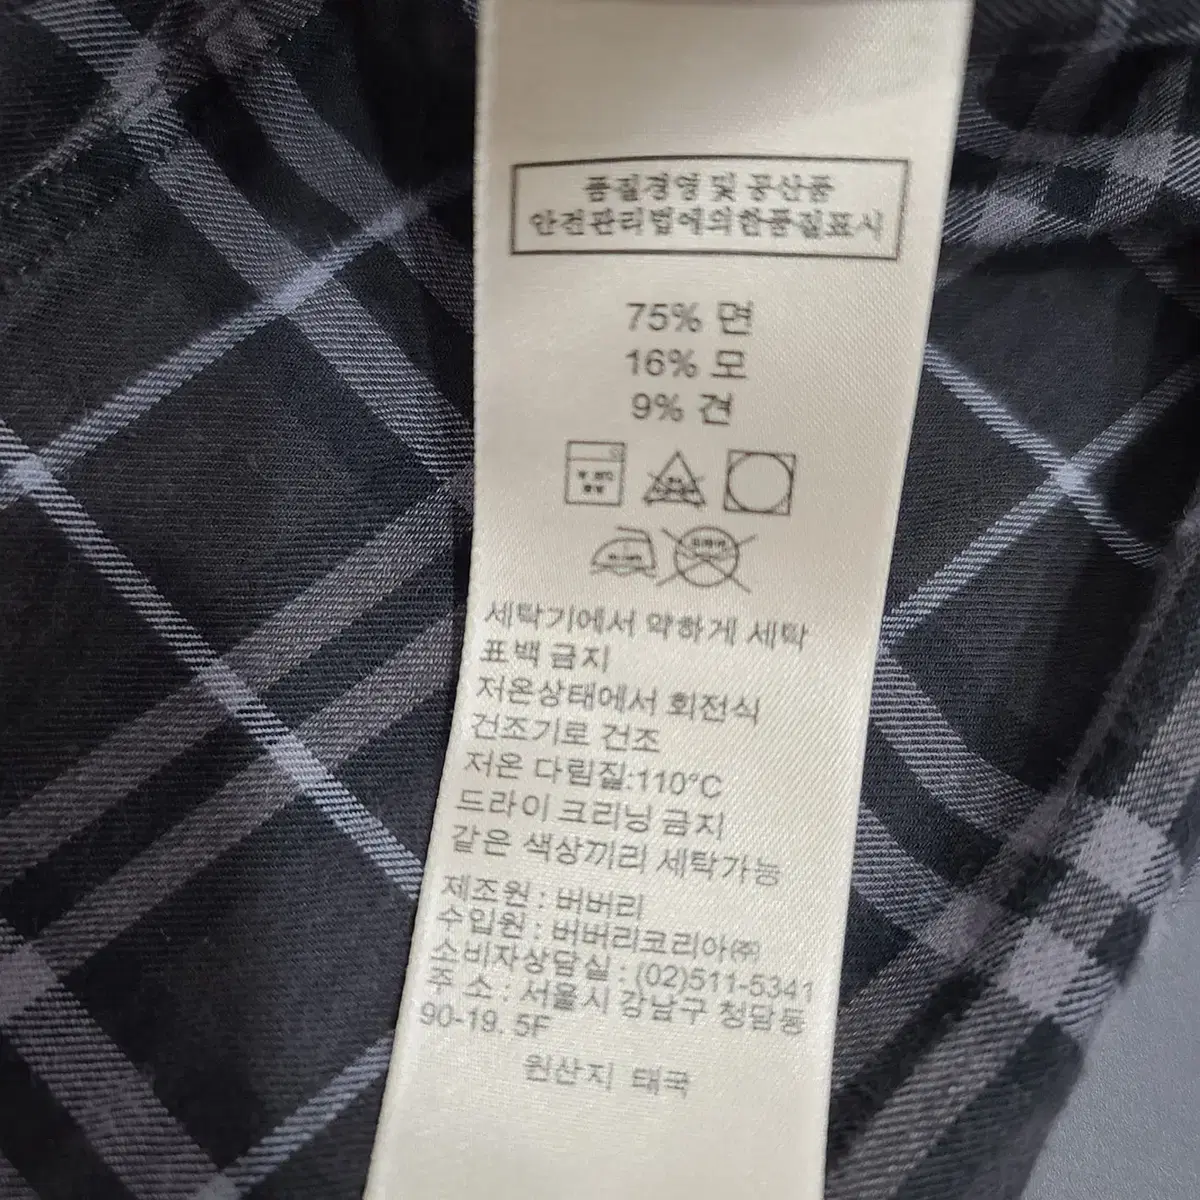 품질경영 및 공산품
안전관리법에의한품질표시
75% 면
16% 모
9% 견
세탁기에서 약하게 세탁
표백 금지
저온상태에서 회전식
건조기로 건조
저온 다림질:110°C
드라이 크리닝 금지
같은 색상끼리 세탁가능
제조원 : 버버리
수입원 : 버버리코리아㈜
소비자상담실 : (02)511-5341
주 소 : 서울시 강남구 청담동
90-19. 5F
원산지 태국